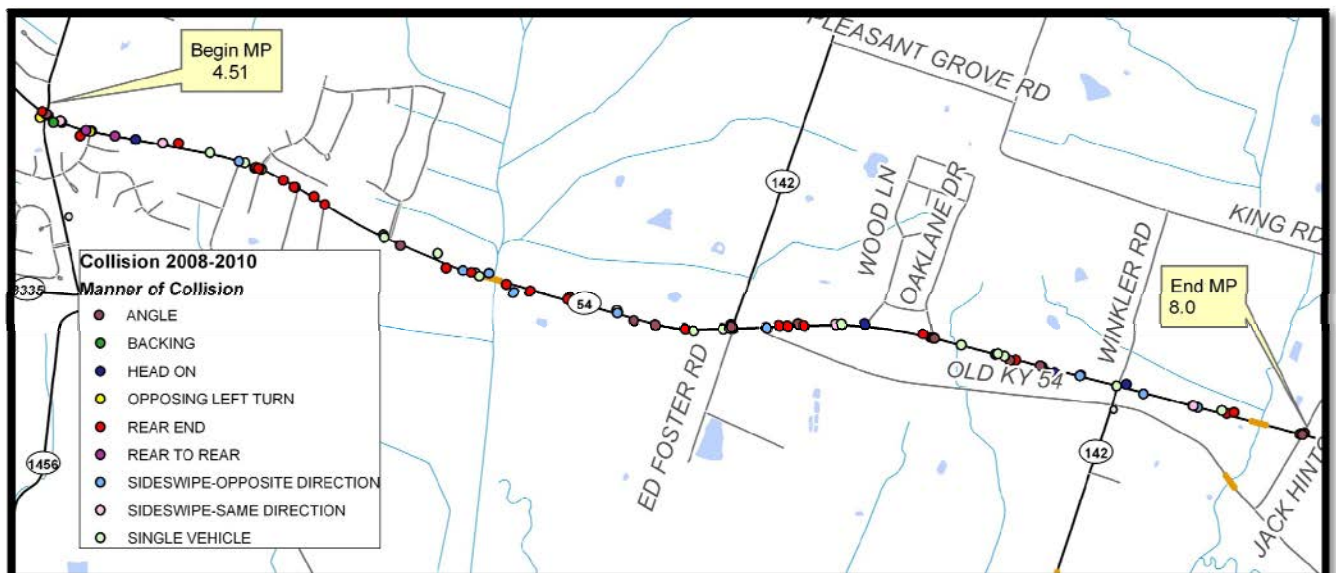 Begin MP
4.51
PLEASANT GROVE RD
142
WOOD LN
OAKLANE DR
KING RD
WINKLER RD
End MP
8.0
54
Collision 2008-2010
Manner of Collision
ANGLE
BACKING
HEAD ON
OPPOSING LEFT TURN
REAR END
REAR TO REAR
SIDESWIPE-OPPOSITE DIRECTION
SIDESWIPE-SAME DIRECTION
SINGLE VEHICLE
ED FOSTER RD
OLD KY 54
142
1456
JACK